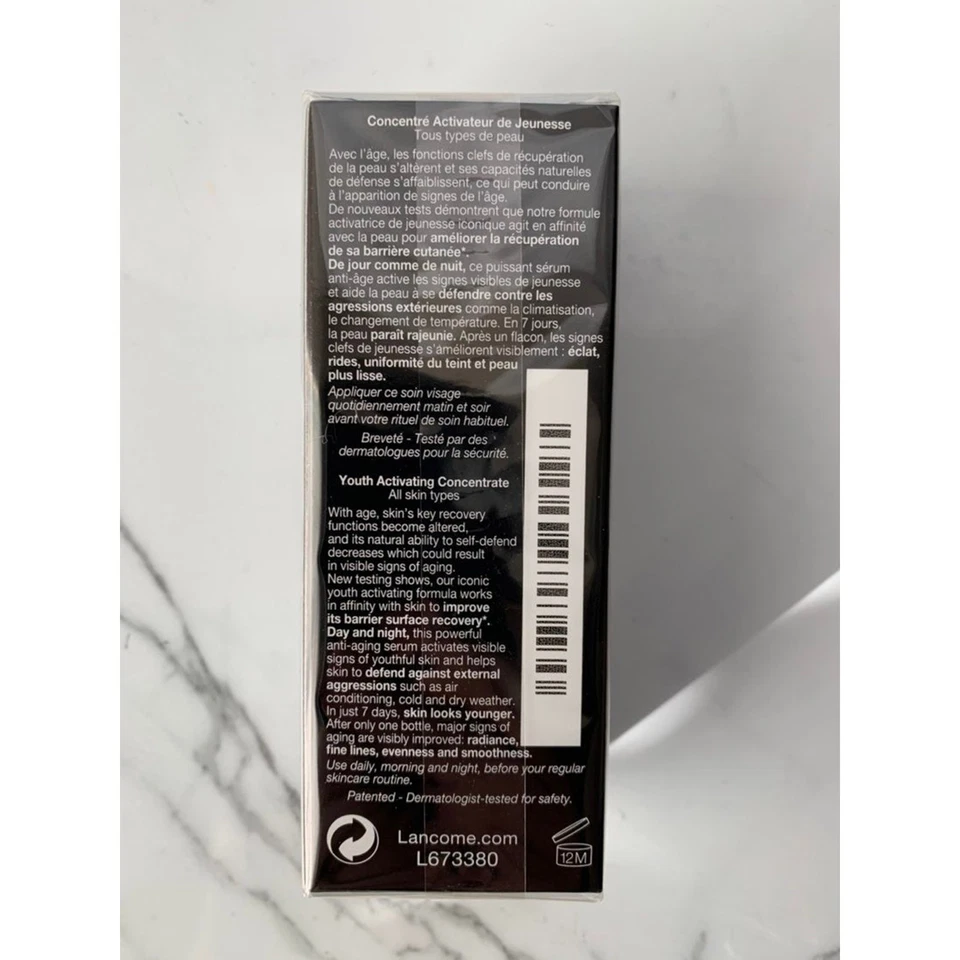 Concentré Activateur de Jeunesse
Tous types de peau
Avec l'âge, les fonctions clefs de récupération
de la peau s'altèrent et ses capacités naturelles
de défense s'affaiblissent, ce qui peut conduire
à l'apparition de signes de l'âge.
De nouveaux tests démontrent que notre formule
activatrice de jeunesse iconique agit en affinité
avec la peau pour améliorer la récupération
de sa barrière cutanée*.
De jour comme de nuit, ce puissant sérum
anti-âge active les signes visibles de jeunesse
et aide la peau à se défendre contre les
agressions extérieures comme la climatisation,
le changement de température. En 7 jours,
la peau paraît rajeunie. Après un flacon, les signes
clefs de jeunesse s'améliorent visiblement : éclat,
rides, uniformité du teint et peau
plus lisse.
Appliquer ce soin visage
quotidiennement matin et soir
avant votre rituel de soin habituel.
Breveté - Testé par des
dermatologues pour la sécurité.
Youth Activating Concentrate
All skin types
With age, skin's key recovery
functions become altered,
and its natural ability to self-defend
decreases which could result
in visible signs of aging.
New testing shows, our iconic
youth activating formula works
in affinity with skin to improve
its barrier surface recovery*.
Day and night, this powerful
anti-aging serum activates visible
signs of youthful skin and helps
skin to defend against external
aggressions such as air
conditioning, cold and dry weather.
In just 7 days, skin looks younger.
After only one bottle, major signs of
aging are visibly improved: radiance,
fine lines, evenness and smoothness.
Use daily, morning and night, before your regular
skincare routine.
Patented - Dermatologist-tested for safety.
Lancome.com
L673380
12M